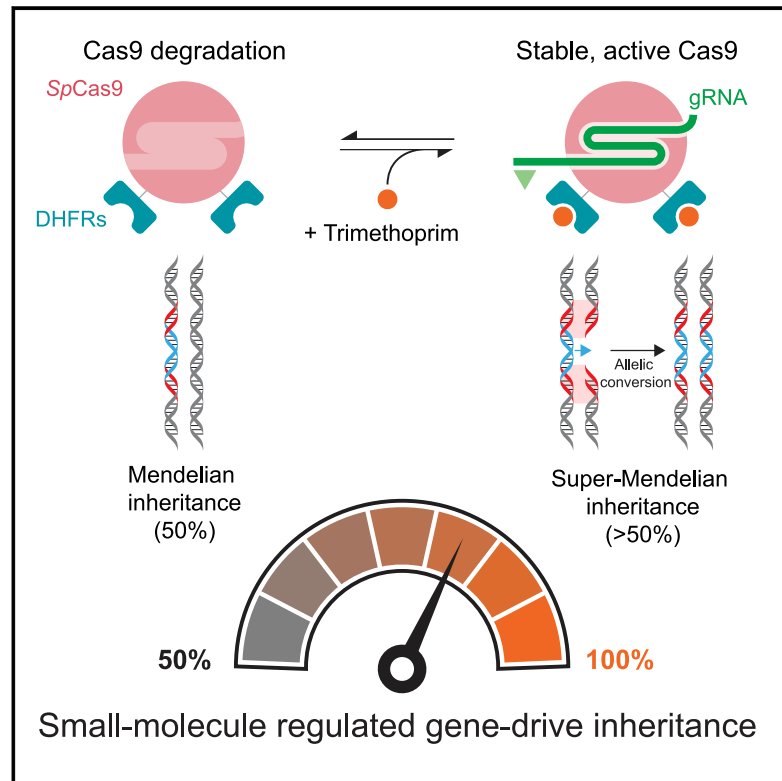 Cas9 degradation
Stable, active Cas9
SpCas9
gRNA
DHFRs
+ Trimethoprim
Allelic
conversion
Mendelian
inheritance
(50%)
Super-Mendelian
inheritance
(>50%)
50%
100%
Small-molecule regulated gene-drive inheritance